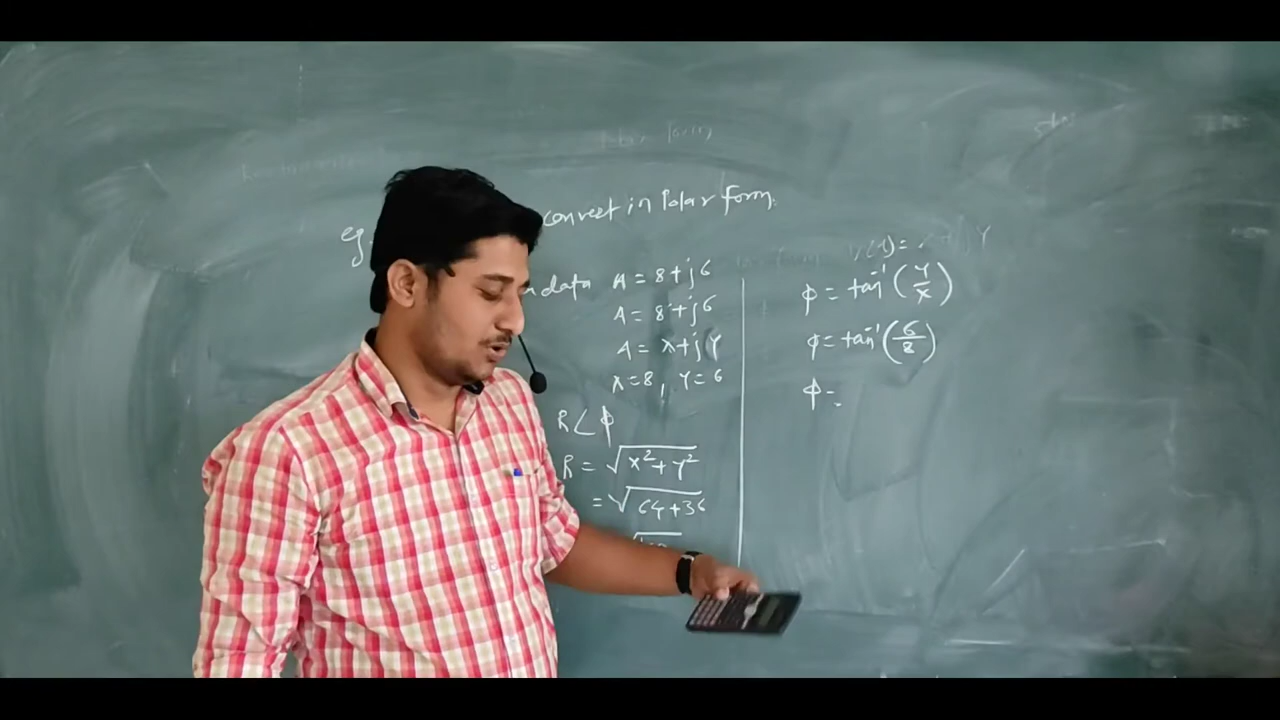 eg. convert in Polar form.
data A = 8 + j6
A = 8 + j6
A = x + jy
x = 8, y = 6
R∠ϕ
R = √x² + y²
= √64 + 36
ϕ = tan⁻¹(y/x)
ϕ = tan⁻¹(6/8)
ϕ =